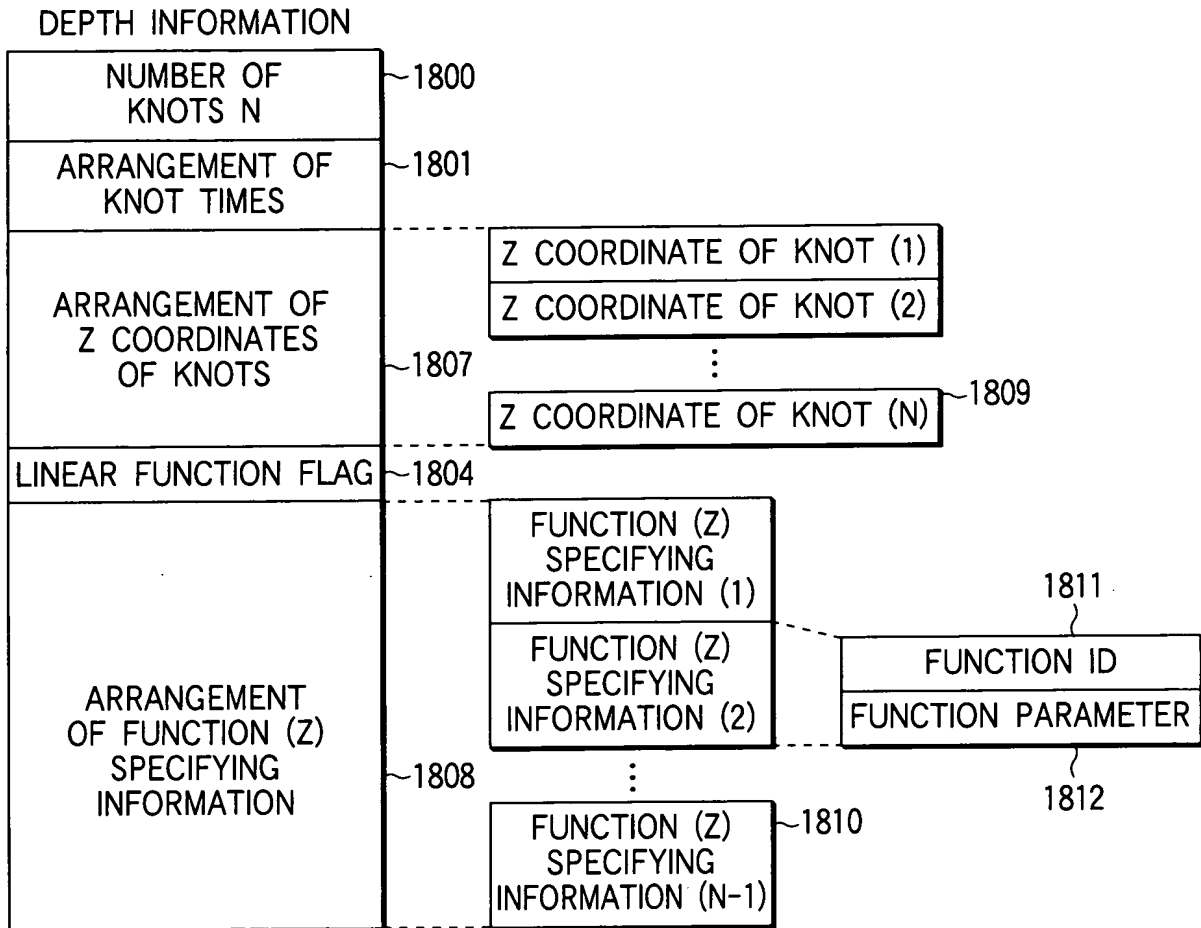 DEPTH INFORMATION
NUMBER OF
KNOTS N
1800
ARRANGEMENT OF
KNOT TIMES
1801
ARRANGEMENT OF
Z COORDINATES
OF KNOTS
1807
Z COORDINATE OF KNOT (1)
Z COORDINATE OF KNOT (2)
⋮
Z COORDINATE OF KNOT (N)
1809
LINEAR FUNCTION FLAG
1804
ARRANGEMENT
OF FUNCTION (Z)
SPECIFYING
INFORMATION
1808
FUNCTION (Z)
SPECIFYING
INFORMATION (1)
FUNCTION (Z)
SPECIFYING
INFORMATION (2)
⋮
FUNCTION (Z)
SPECIFYING
INFORMATION (N-1)
1810
1811
FUNCTION ID
FUNCTION PARAMETER
1812